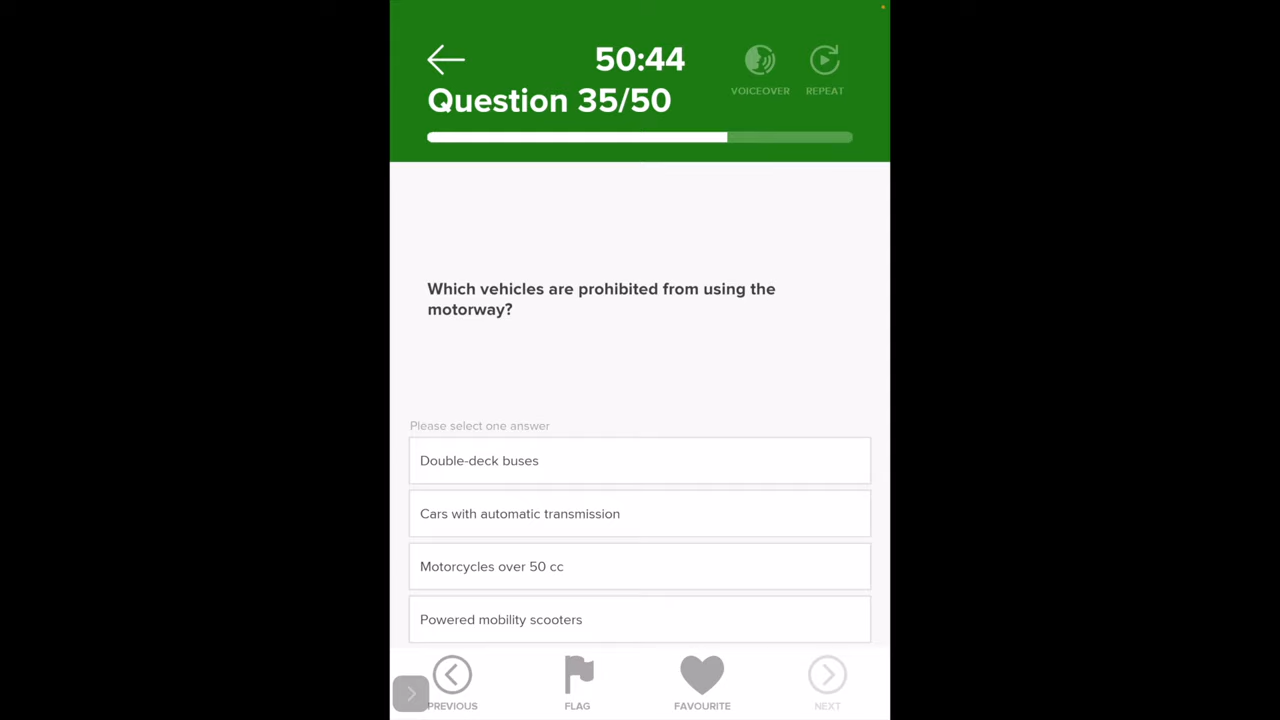 50:44
VOICEOVER
REPEAT
Question 35/50
Which vehicles are prohibited from using the
motorway?
Please select one answer
Double-deck buses
Cars with automatic transmission
Motorcycles over 50 cc
Powered mobility scooters
PREVIOUS
FLAG
FAVOURITE
NEXT